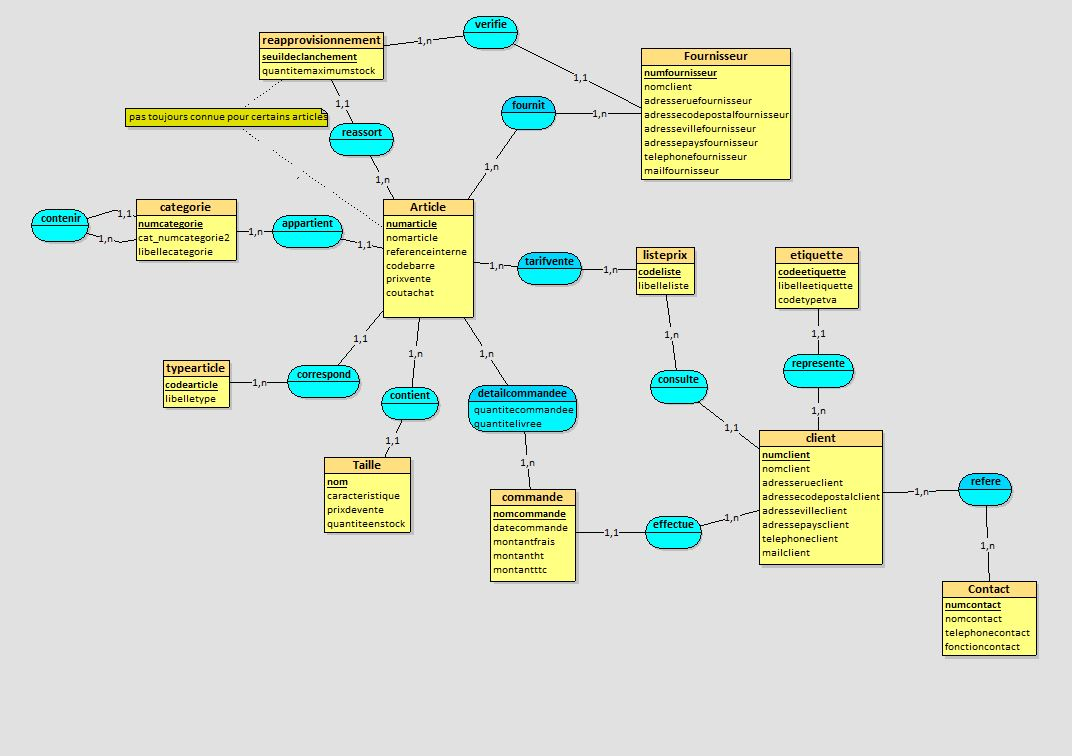 verifie
1,n
1,1
reapprovisionnement
seuildeclanchement
quantitemaximumstock
Fournisseur
numfournisseur
nomclient
adresseruefournisseur
adressecodepostalfournisseur
adressevillefournisseur
adressepaysfournisseur
telephonefournisseur
mailfournisseur
fournit
1,n
1,n
1,1
pas toujours connue pour certains articles
reassort
1,n
categorie
numcategorie
cat_numcategorie2
libellecategorie
contenir
1,1
1,n
appartient
1,n
1,1
Article
numarticle
nomarticle
referenceinterne
codebarre
prixvente
coutachat
tarifvente
1,n
1,n
listeprix
codeliste
libelleliste
etiquette
codeetiquette
libelleetiquette
codetypetva
1,1
represente
1,n
1,n
consulte
1,1
typearticle
codearticle
libelletype
1,n
correspond
1,1
1,n
contient
1,1
Taille
nom
caracteristique
prixdevente
quantiteenstock
1,n
detailcommandee
quantitecommandee
quantitelivree
1,n
commande
nomcommande
datecommande
montantfrais
montantht
montantttc
1,1
effectue
1,n
client
numclient
nomclient
adresserueclient
adressecodepostalclient
adressevilleclient
adressepaysclient
telephoneclient
mailclient
1,n
refere
1,n
Contact
numcontact
nomcontact
telephonecontact
fonctioncontact